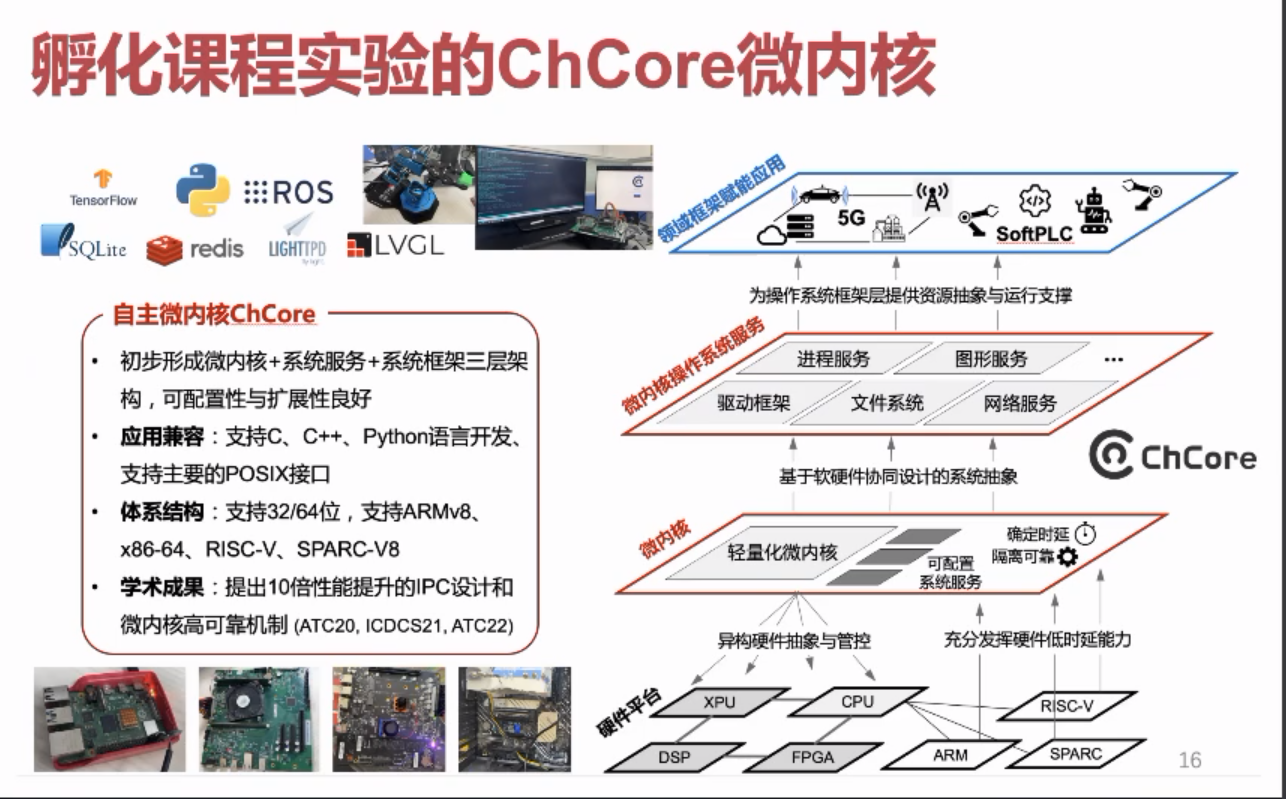 孵化课程实验的ChCore微内核
TensorFlow
ROS
SQLite
redis
LIGHTTPD
fly light.
LVGL
自主微内核ChCore
• 初步形成微内核+系统服务+系统框架三层架
构，可配置性与扩展性良好
• 应用兼容：支持C、C++、Python语言开发、
支持主要的POSIX接口
• 体系结构：支持32/64位，支持ARMv8、
x86-64、RISC-V、SPARC-V8
• 学术成果：提出10倍性能提升的IPC设计和
微内核高可靠机制 (ATC20, ICDCS21, ATC22)
领域框架赋能应用
5G
SoftPLC
为操作系统框架层提供资源抽象与运行支撑
微内核操作系统服务
进程服务
图形服务
...
驱动框架
文件系统
网络服务
ChCore
基于软硬件协同设计的系统抽象
微内核
轻量化微内核
可配置
系统服务
确定时延
隔离可靠
异构硬件抽象与管控
充分发挥硬件低时延能力
硬件平台
XPU
CPU
RISC-V
DSP
FPGA
ARM
SPARC
16